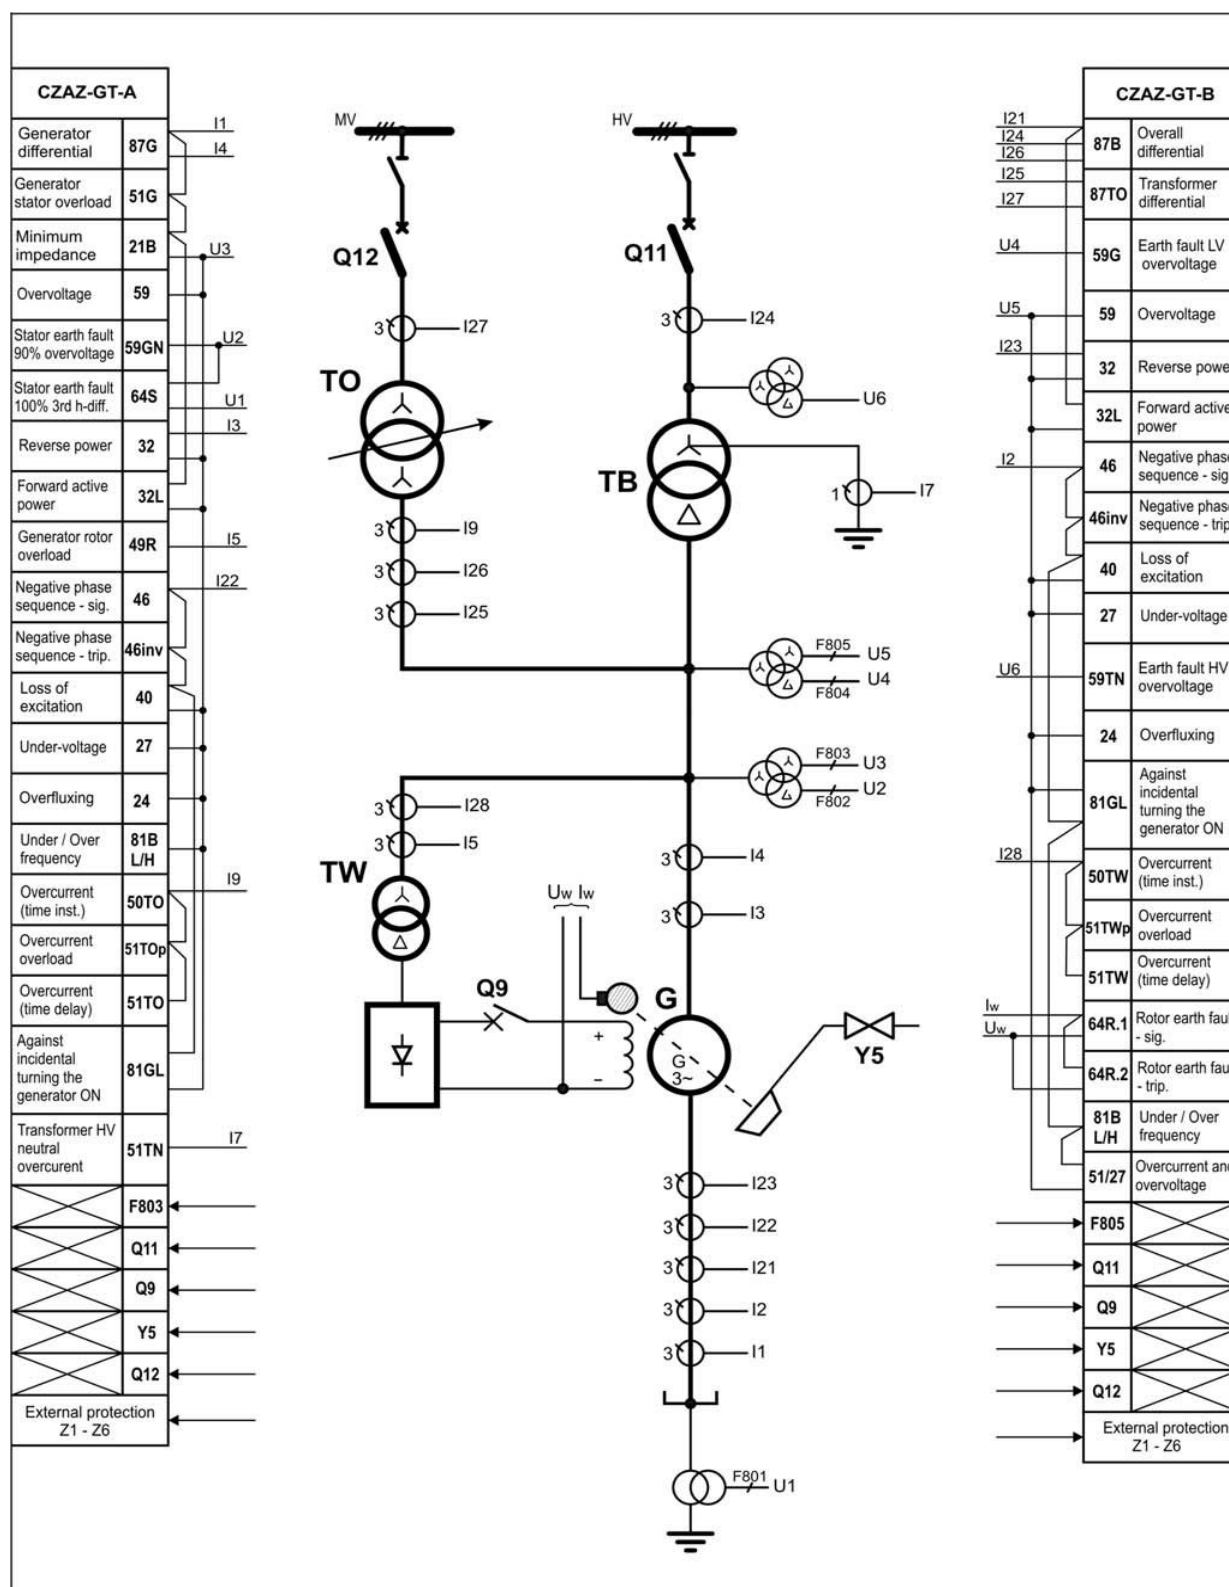 CZAZ-GT-A
Generator
differential
87G
I1
I4
Generator
stator overload
51G
Minimum
impedance
21B
U3
Overvoltage
59
Stator earth fault
90% overvoltage
59GN
U2
Stator earth fault
100% 3rd h-diff.
64S
U1
I3
Reverse power
32
Forward active
power
32L
Generator rotor
overload
49R
I5
I22
Negative phase
sequence - sig.
46
Negative phase
sequence - trip.
46inv
Loss of
excitation
40
Under-voltage
27
Overfluxing
24
Under / Over
frequency
81B
L/H
I9
Overcurrent
(time inst.)
50TO
Overcurrent
overload
51TOp
Overcurrent
(time delay)
51TO
Against
incidental
turning the
generator ON
81GL
Transformer HV
neutral
overcurent
51TN
I7
F803
Q11
Q9
Y5
Q12
External protection
Z1 - Z6
MV
Q12
3
I27
TO
3
I9
3
I26
3
I25
HV
Q11
3
I24
U6
TB
1
I7
F805
U5
U4
F804
F803
U3
U2
F802
3
I28
3
I5
TW
3
I4
3
I3
Uw Iw
Q9
+
−
G
G
3~
Y5
3
I23
3
I22
3
I21
3
I2
3
I1
F801
U1
CZAZ-GT-B
I21
I24
I26
87B
Overall
differential
I25
I27
87TO
Transformer
differential
U4
59G
Earth fault LV
overvoltage
U5
59
Overvoltage
I23
32
Reverse powe
32L
Forward active
power
I2
46
Negative phase
sequence - sig
46inv
Negative phase
sequence - trip
40
Loss of
excitation
27
Under-voltage
U6
59TN
Earth fault HV
overvoltage
24
Overfluxing
81GL
Against
incidental
turning the
generator ON
I28
50TW
Overcurrent
(time inst.)
51TWp
Overcurrent
overload
51TW
Overcurrent
(time delay)
Iw
Uw
64R.1
Rotor earth faul
- sig.
64R.2
Rotor earth fau
- trip.
81B
L/H
Under / Over
frequency
51/27
Overcurrent and
overvoltage
F805
Q11
Q9
Y5
Q12
External protection
Z1 - Z6